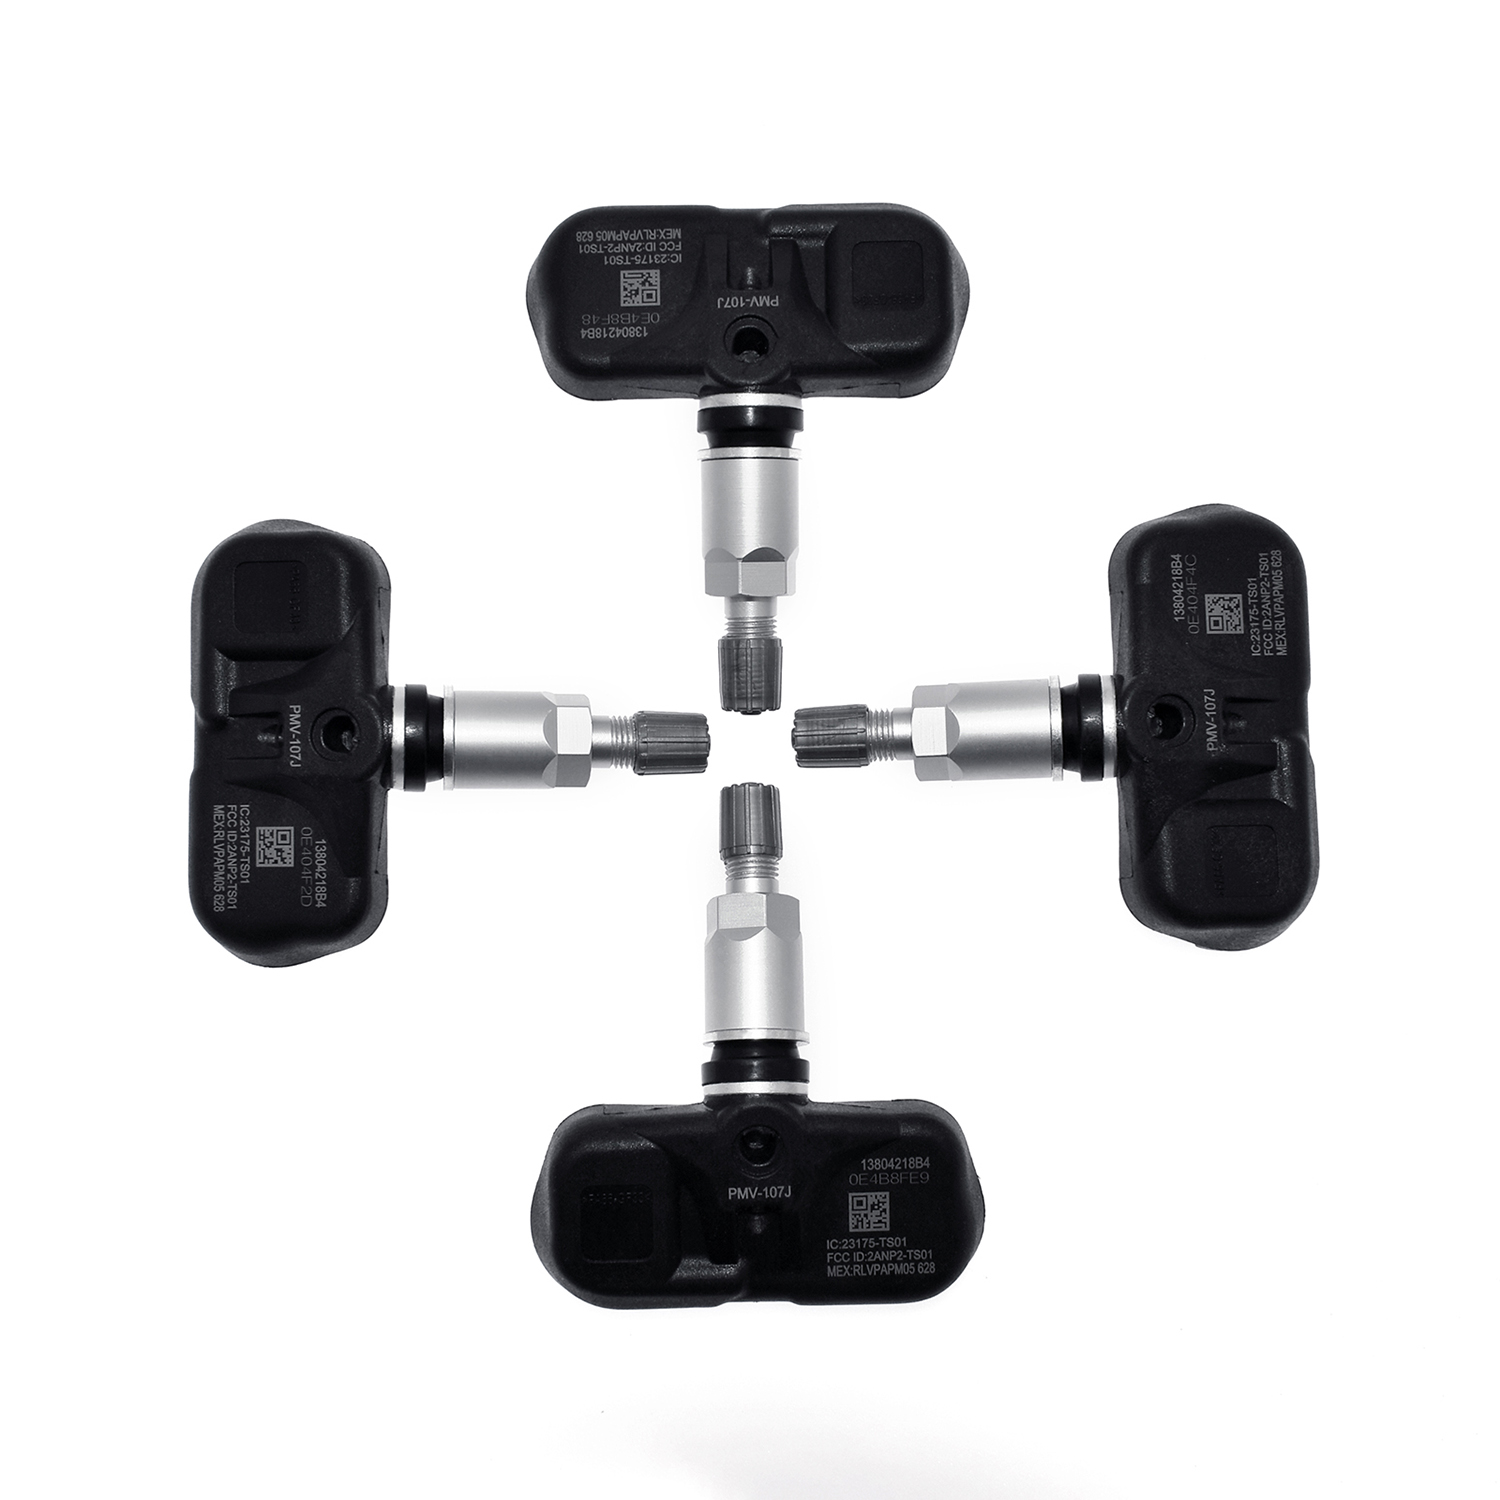 MEX:RLVPAPM05 628
FCC ID:2ANP2-TS01
IC:23175-TS01
PMV-107J
0E4B8F48
13804218B4
PMV-107J
13804218B4
0E404F2D
IC:23175-TS01
FCC ID:2ANP2-TS01
MEX:RLVPAPM05 628
13804218B4
0E404F4C
IC:23175-TS01
FCC ID:2ANP2-TS01
MEX:RLVPAPM05 628
PMV-107J
13804218B4
0E4B8FE9
PMV-107J
IC:23175-TS01
FCC ID:2ANP2-TS01
MEX:RLVPAPM05 628